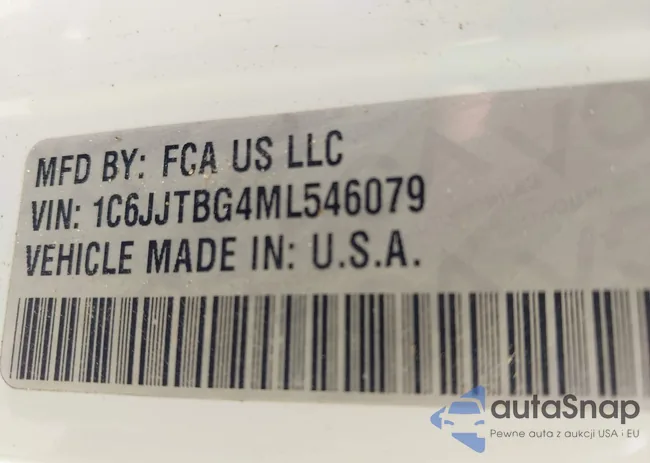 MFD BY: FCA US LLC
VIN: 1C6JJTBG4ML546079
VEHICLE MADE IN: U.S.A.
autaSnap
Pewne auta z aukcji USA • EU